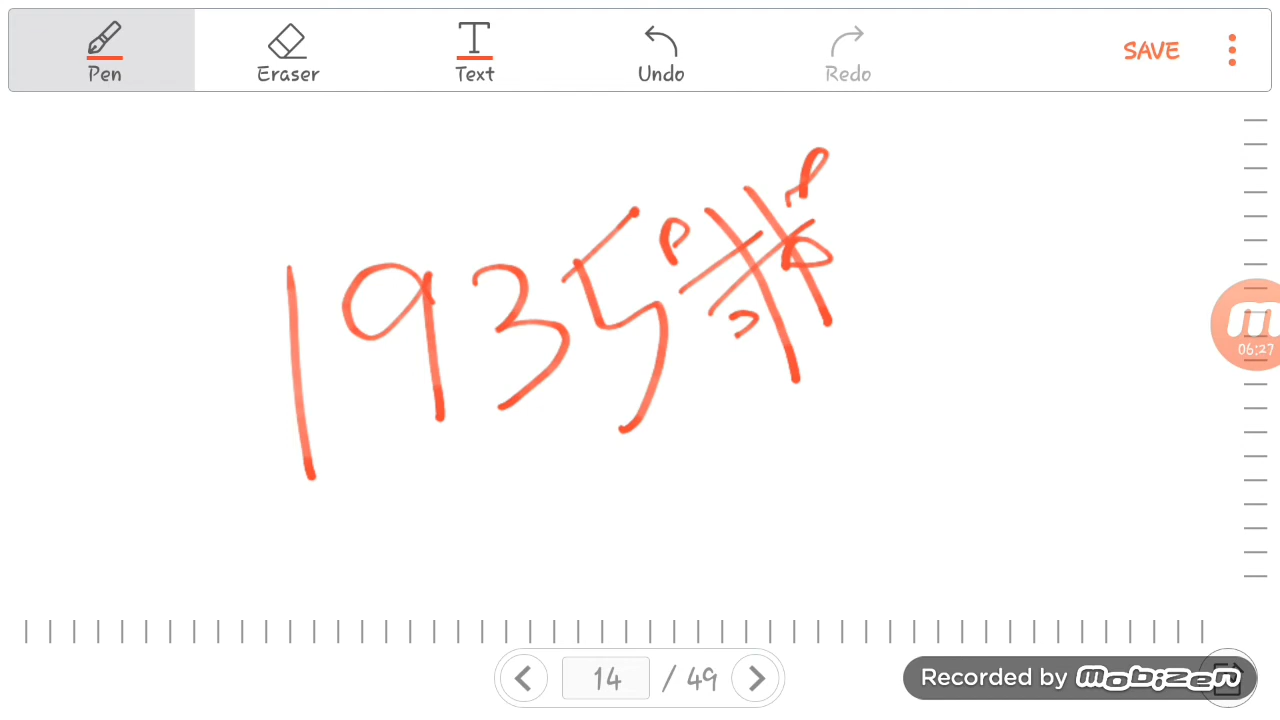 Pen Eraser Text Undo Redo SAVE
1935
06:27
14 / 49
Recorded by mobizen